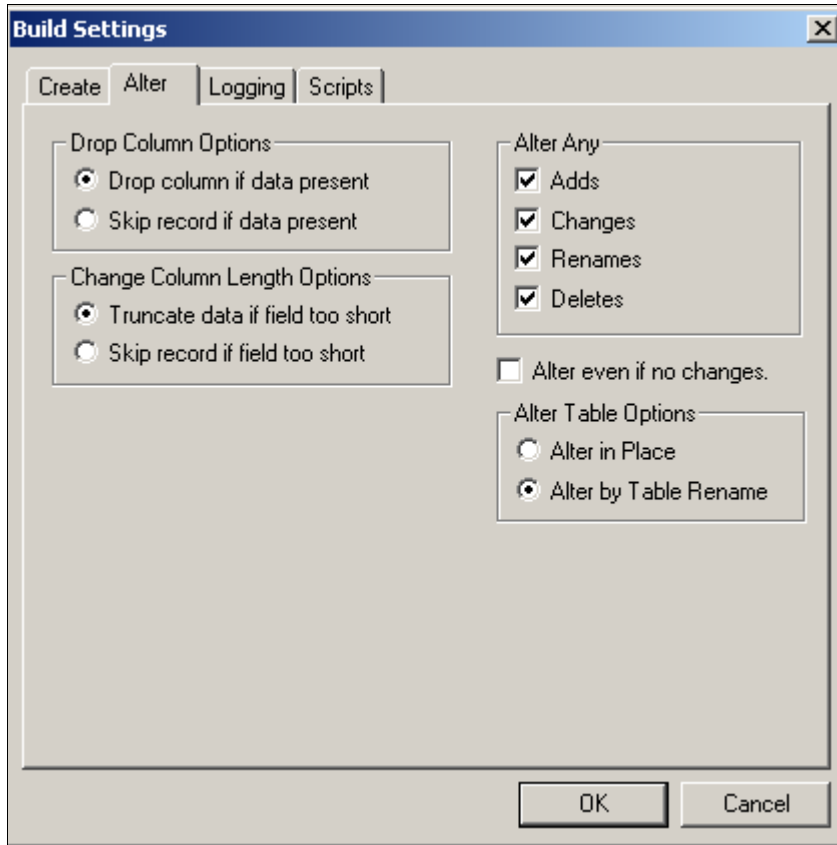 Build Settings
Create Alter Logging Scripts
Drop Column Options
Drop column if data present
Skip record if data present
Change Column Length Options
Truncate data if field too short
Skip record if field too short
Alter Any
Adds
Changes
Renames
Deletes
Alter even if no changes.
Alter Table Options
Alter in Place
Alter by Table Rename
OK Cancel